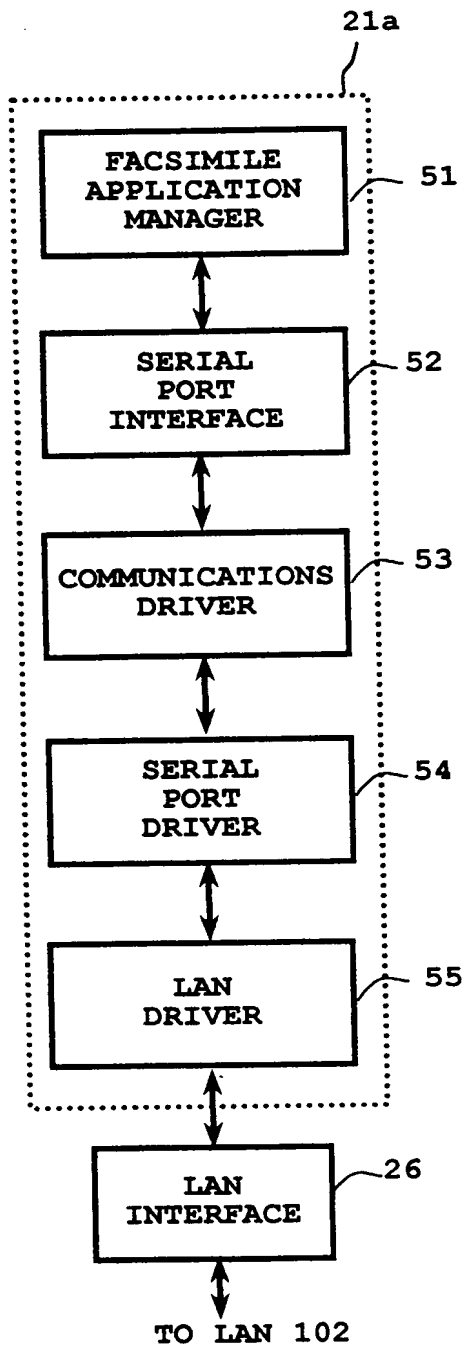 21a
FACSIMILE
APPLICATION
MANAGER
51
SERIAL
PORT
INTERFACE
52
COMMUNICATIONS
DRIVER
53
SERIAL
PORT
DRIVER
54
LAN
DRIVER
55
LAN
INTERFACE
26
TO LAN 102